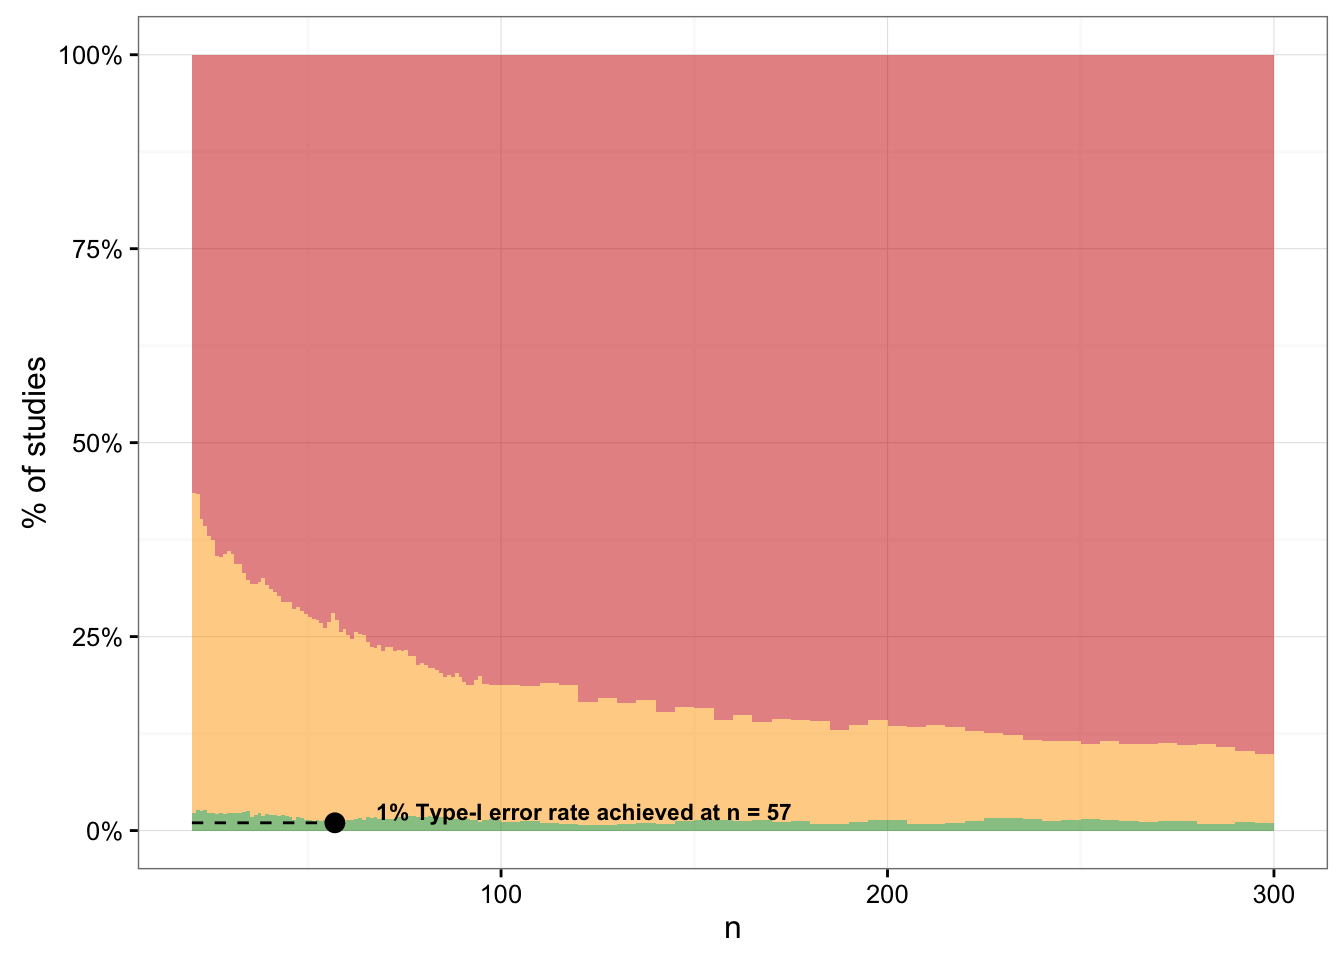 100%
75%
50%
25%
0%
% of studies
1% Type-I error rate achieved at n = 57
100
200
300
n